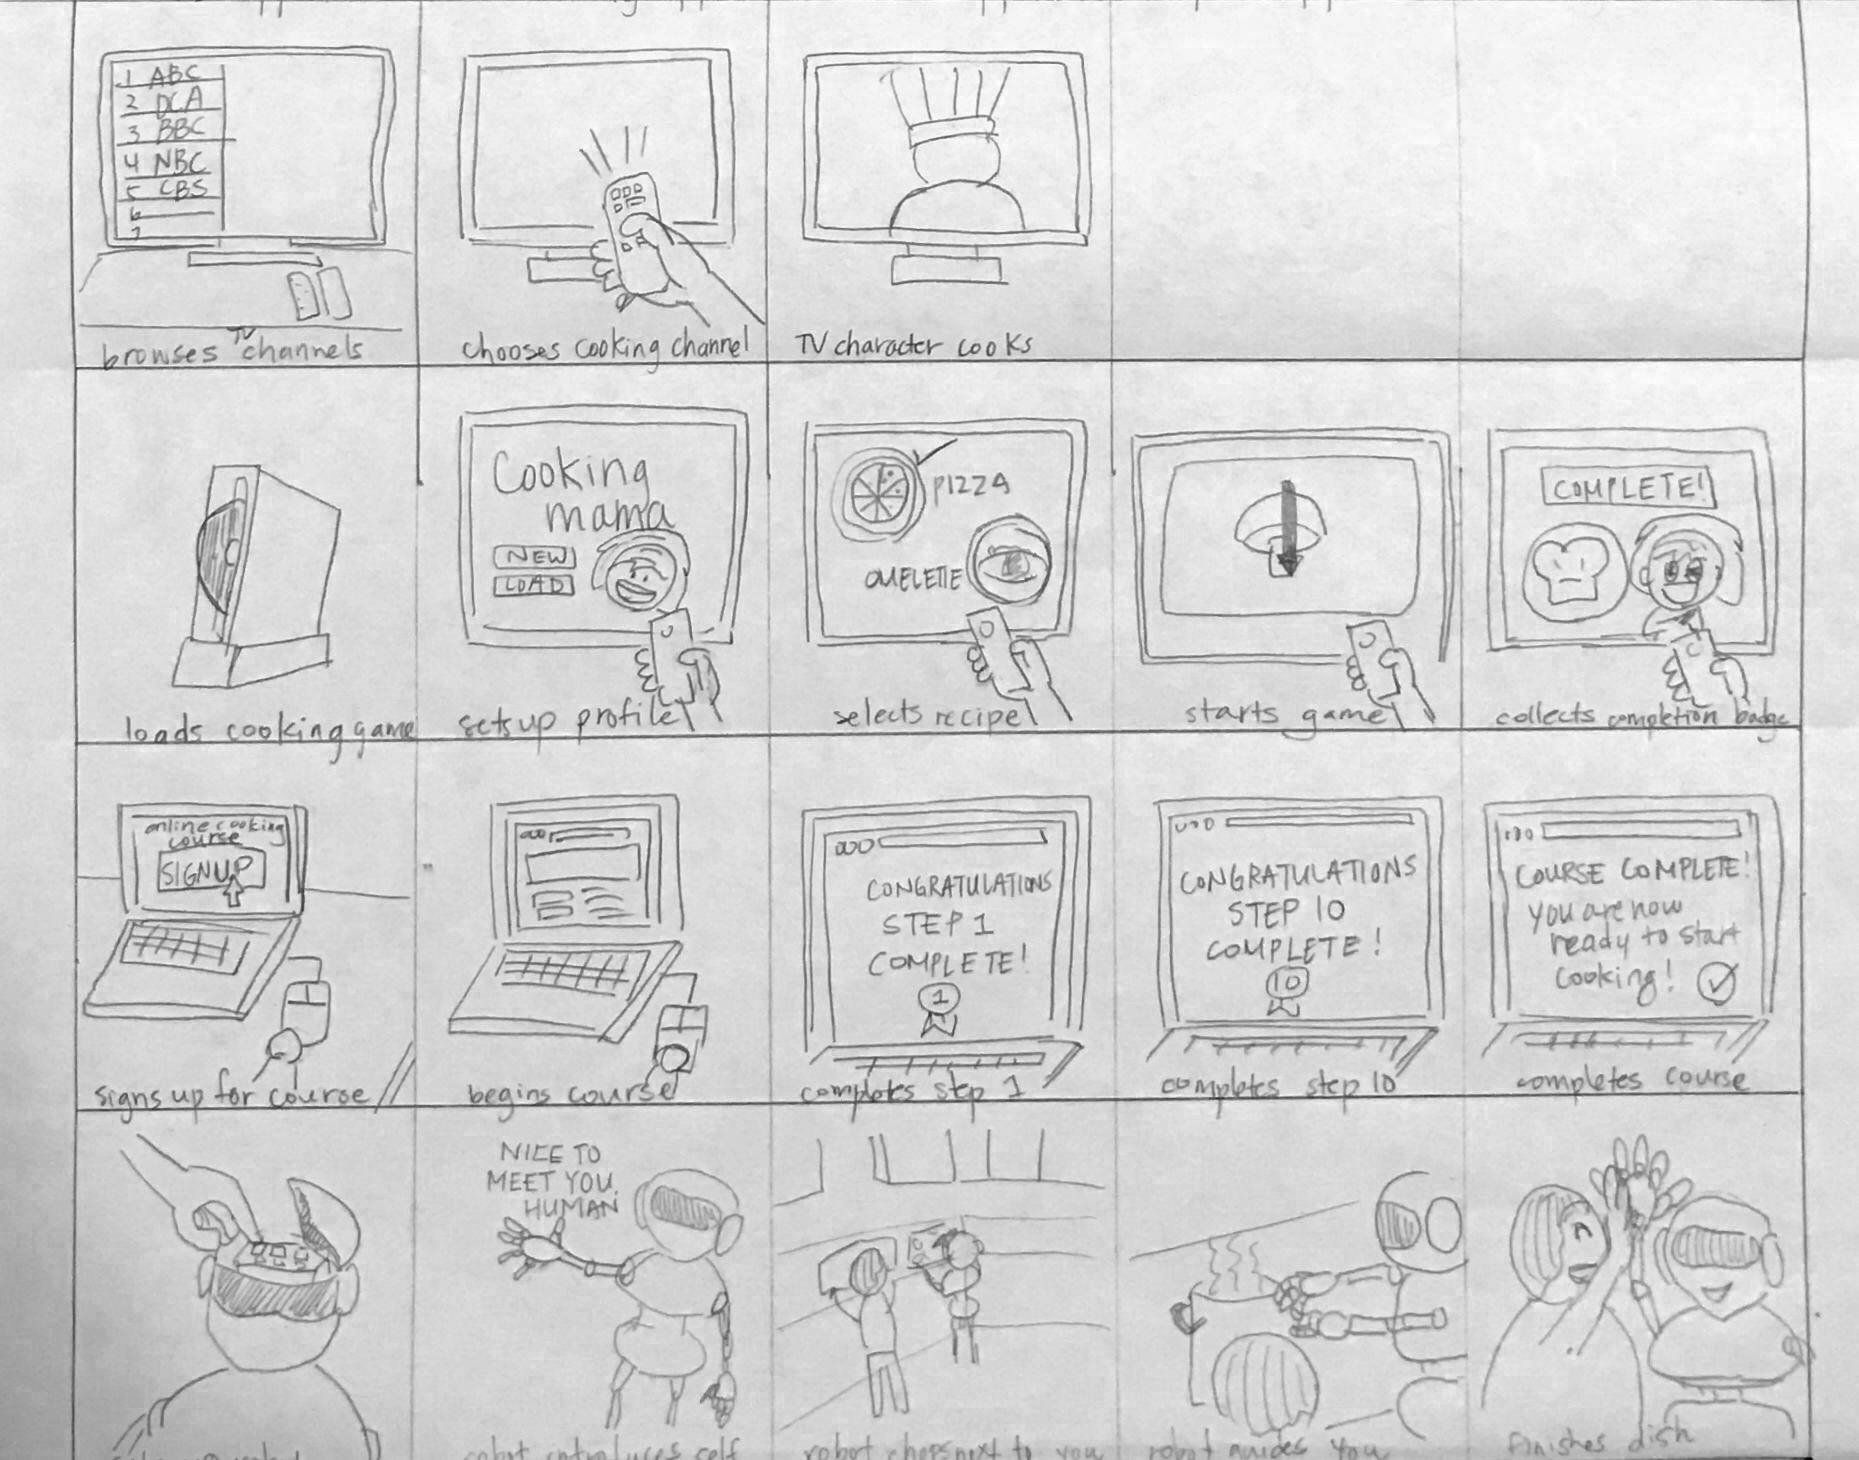 1 ABC
2 DCA
3 BBC
4 NBC
5 CBS
6
7
browses TV channels
chooses cooking channel
TV character cooks
Cooking
mama
NEW
LOAD
PIZZA
OMELETTE
COMPLETE!
loads cooking game
sets up profile
selects recipe
starts game
collects completion badge
online cooking
course
SIGN UP
CONGRATULATIONS
STEP 1
COMPLETE!
1
CONGRATULATIONS
STEP 10
COMPLETE!
10
COURSE COMPLETE!
you are now
ready to start
cooking!
signs up for course
begins course
completes step 1
completes step 10
completes course
NICE TO
MEET YOU
HUMAN
robot introduces self
robot chops next to you
robot guides you
finishes dish